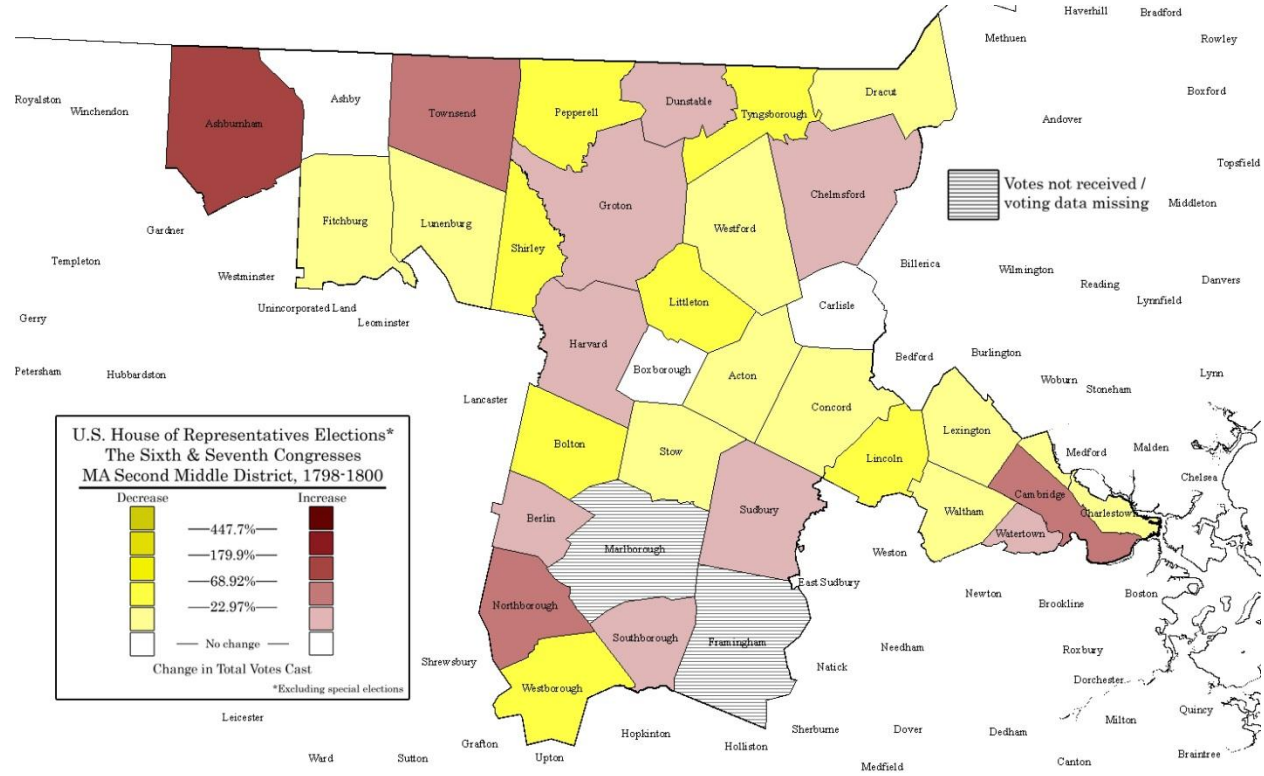 Haverhill
Bradford
Methuen
Rowley
Royalston
Winchendon
Ashburnham
Ashby
Townsend
Pepperell
Dunstable
Tyngsborough
Dracut
Boxford
Andover
Topsfield
Votes not received /
voting data missing
Middleton
Gardner
Fitchburg
Lunenburg
Shirley
Groton
Westford
Chelmsford
Templeton
Westminster
Billerica
Wilmington
Reading
Danvers
Lynnfield
Unincorporated Land
Leominster
Littleton
Carlisle
Gerry
Harvard
Petersham
Hubbardston
Boxborough
Acton
Bedford
Burlington
Woburn
Stoneham
Lynn
Lancaster
Concord
U.S. House of Representatives Elections*
The Sixth & Seventh Congresses
MA Second Middle District, 1798-1800
Decrease
Increase
447.7%
179.9%
68.92%
22.97%
No change
Change in Total Votes Cast
*Excluding special elections
Bolton
Stow
Lincoln
Lexington
Medford
Malden
Chelsea
Berlin
Sudbury
Waltham
Cambridge
Charlestown
Watertown
Marlborough
Weston
East Sudbury
Newton
Brookline
Boston
Northborough
Southborough
Framingham
Natick
Needham
Roxbury
Shrewsbury
Westborough
Dorchester
Leicester
Milton
Quincy
Grafton
Upton
Hopkinton
Holliston
Sherburne
Dover
Dedham
Ward
Sutton
Medfield
Canton
Braintree